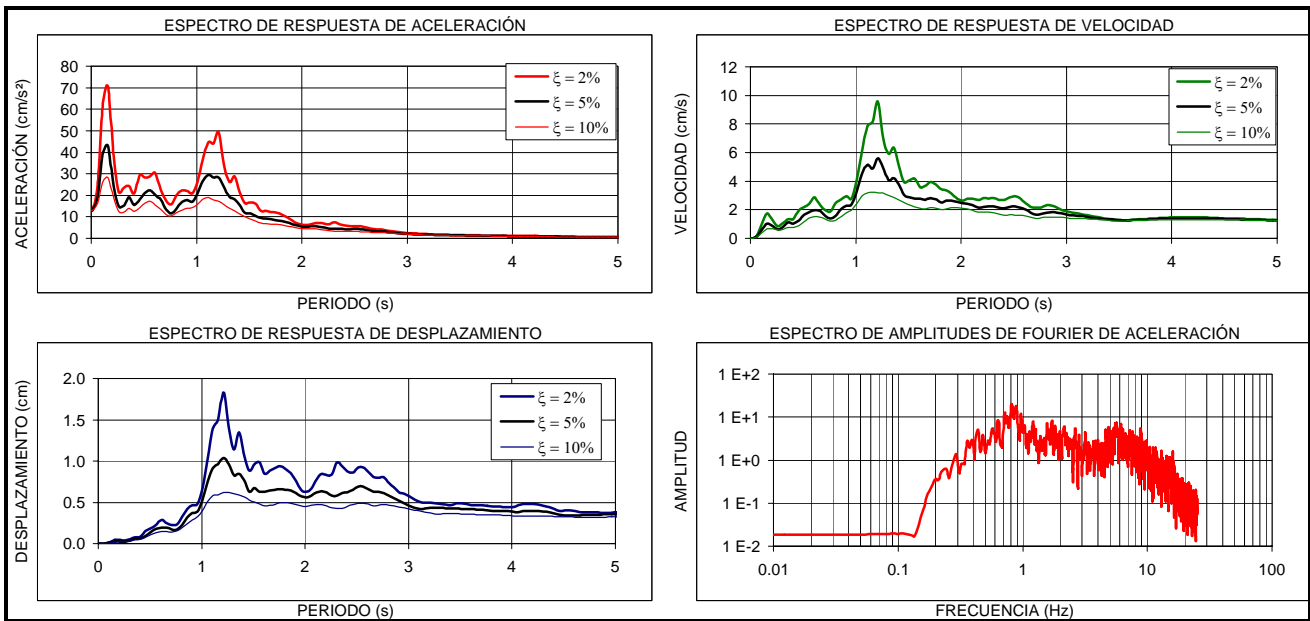 ESPECTRO DE RESPUESTA DE ACELERACIÓN
ACELERACIÓN (cm/s²)
80
70
60
50
40
30
20
10
0
ξ = 2%
ξ = 5%
ξ = 10%
0 1 2 3 4 5
PERIODO (s)
ESPECTRO DE RESPUESTA DE VELOCIDAD
VELOCIDAD (cm/s)
12
10
8
6
4
2
0
ξ = 2%
ξ = 5%
ξ = 10%
0 1 2 3 4 5
PERIODO (s)
ESPECTRO DE RESPUESTA DE DESPLAZAMIENTO
DESPLAZAMIENTO (cm)
2.0
1.5
1.0
0.5
0.0
ξ = 2%
ξ = 5%
ξ = 10%
0 1 2 3 4 5
PERIODO (s)
ESPECTRO DE AMPLITUDES DE FOURIER DE ACELERACIÓN
AMPLITUD
1 E+2
1 E+1
1 E+0
1 E-1
1 E-2
0.01 0.1 1 10 100
FRECUENCIA (Hz)